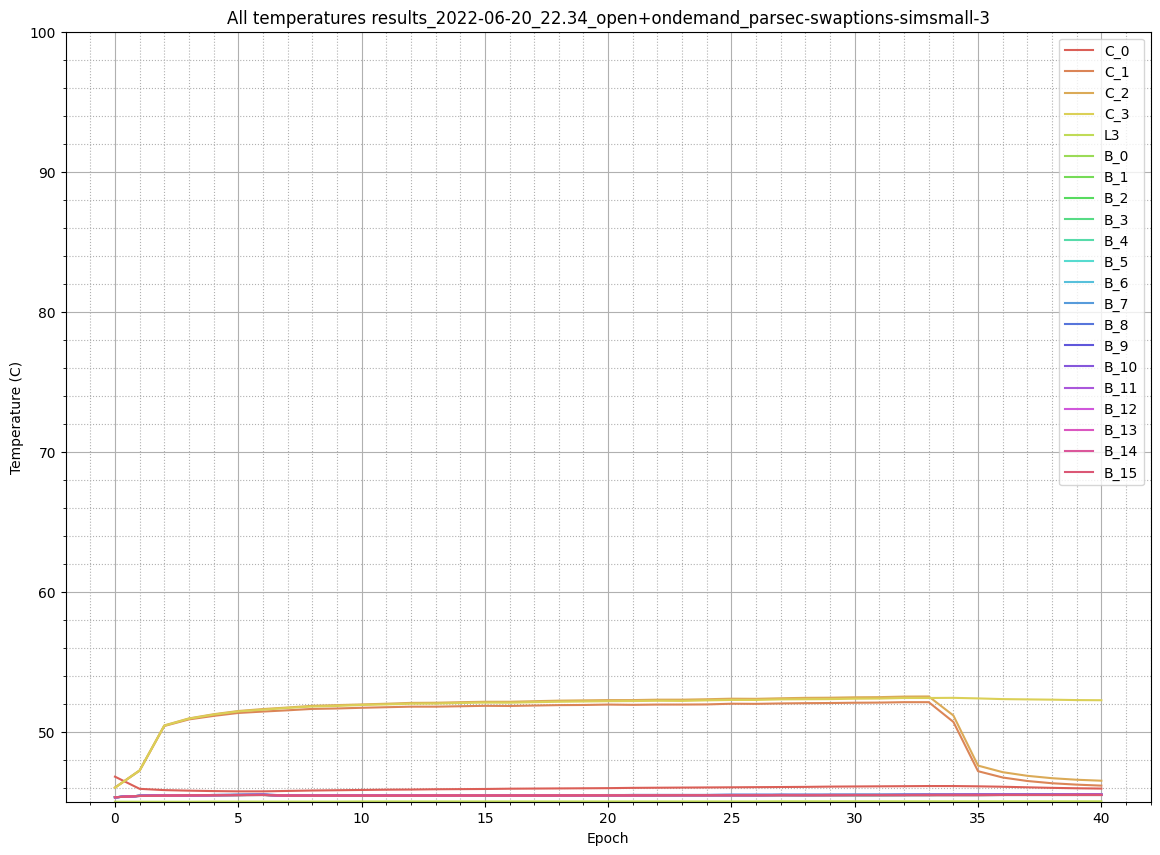 All temperatures results_2022-06-20_22.34_open+ondemand_parsec-swaptions-simsmall-3
100
90
80
70
60
50
Temperature (C)
0
5
10
15
20
25
30
35
40
Epoch
C_0
C_1
C_2
C_3
L3
B_0
B_1
B_2
B_3
B_4
B_5
B_6
B_7
B_8
B_9
B_10
B_11
B_12
B_13
B_14
B_15